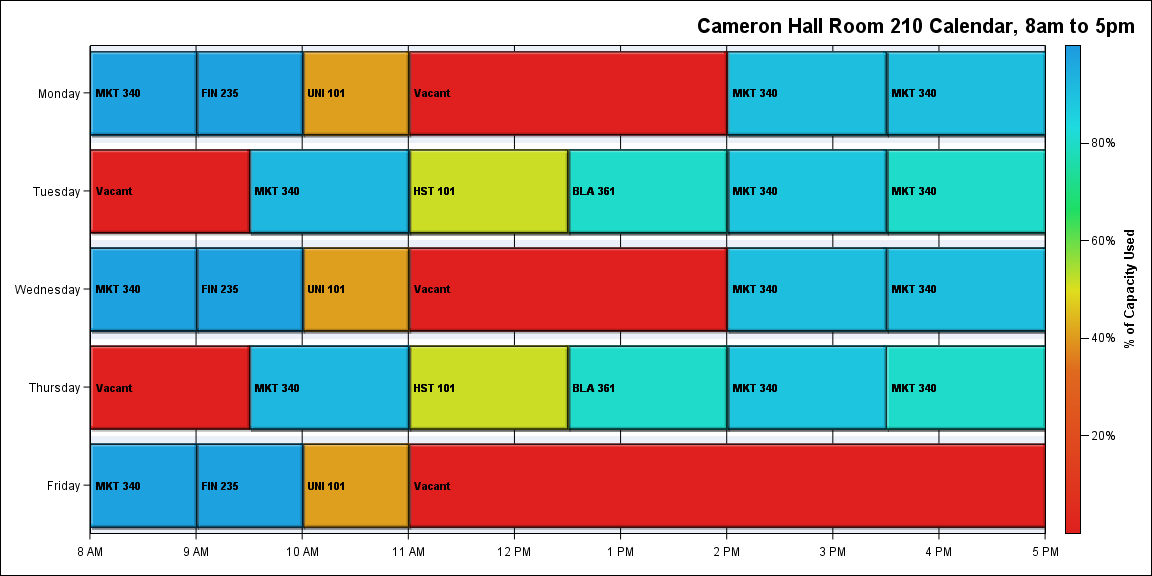 Cameron Hall Room 210 Calendar, 8am to 5pm
Monday
MKT 340
FIN 235
UNI 101
Vacant
MKT 340
MKT 340
Tuesday
Vacant
MKT 340
HST 101
BLA 361
MKT 340
MKT 340
Wednesday
MKT 340
FIN 235
UNI 101
Vacant
MKT 340
MKT 340
Thursday
Vacant
MKT 340
HST 101
BLA 361
MKT 340
MKT 340
Friday
MKT 340
FIN 235
UNI 101
Vacant
8 AM
9 AM
10 AM
11 AM
12 PM
1 PM
2 PM
3 PM
4 PM
5 PM
80%
60%
40%
20%
% of Capacity Used